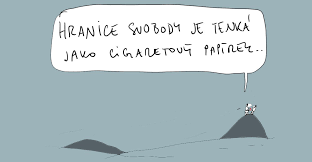 HRANICE SVOBODY JE TENKÁ
JAKO CIGARETOVÝ PAPÍREK..